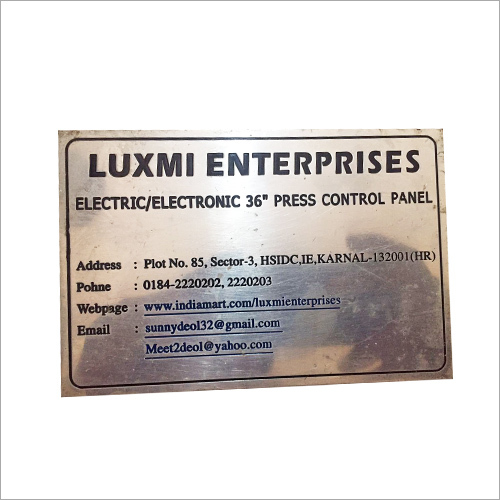 LUXMI ENTERPRISES
ELECTRIC/ELECTRONIC 36" PRESS CONTROL PANEL
Address : Plot No. 85, Sector-3, HSIDC,IE,KARNAL-132001(HR)
Pohne : 0184-2220202, 2220203
Webpage : www.indiamart.com/luxmienterprises
Email : sunnydeol32@gmail.com
Meet2deol@yahoo.com